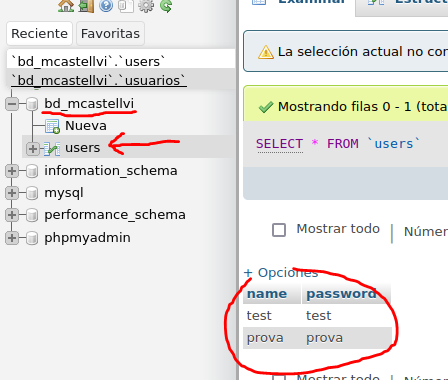 Examinar
Estructu
Reciente
Favoritas
`bd_mcastellvi`.`users`
`bd_mcastellvi`.`usuarios`
bd_mcastellvi
Nueva
users
information_schema
mysql
performance_schema
phpmyadmin
La selección actual no con
Mostrando filas 0 - 1 (tota
SELECT * FROM `users`
Mostrar todo
Númer
+ Opciones
name password
test test
prova prova
Mostrar todo
Númer